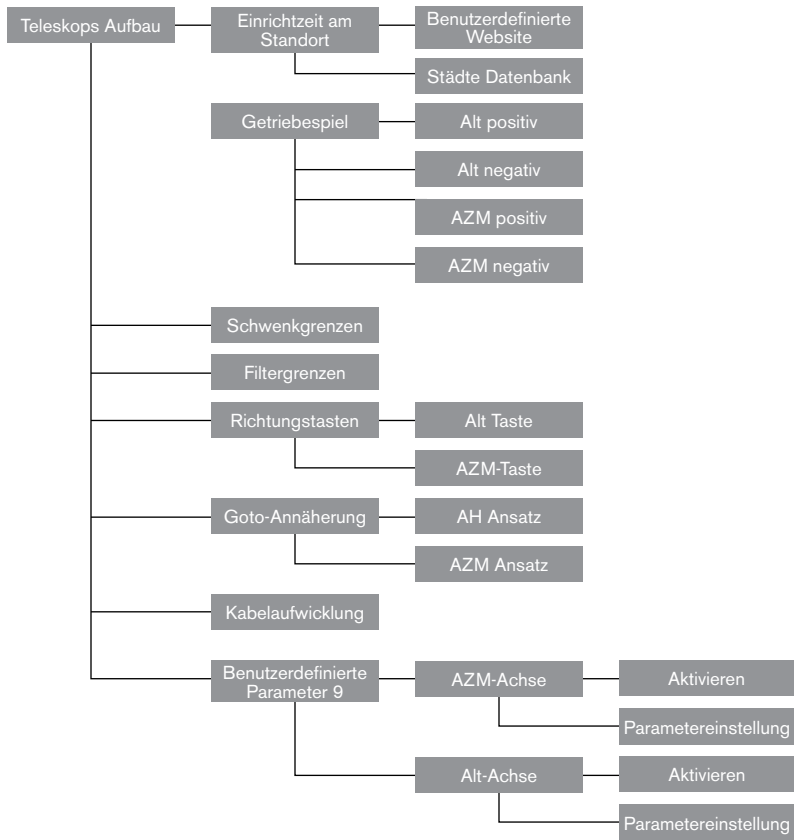 Teleskops Aufbau
Einrichtzeit am
Standort
Benutzerdefinierte
Website
Städte Datenbank
Getriebespiel
Alt positiv
Alt negativ
AZM positiv
AZM negativ
Schwenkgrenzen
Filtergrenzen
Richtungstasten
Alt Taste
AZM-Taste
Goto-Annäherung
AH Ansatz
AZM Ansatz
Kabelaufwicklung
Benutzerdefinierte
Parameter 9
AZM-Achse
Aktivieren
Parametereinstellung
Alt-Achse
Aktivieren
Parametereinstellung